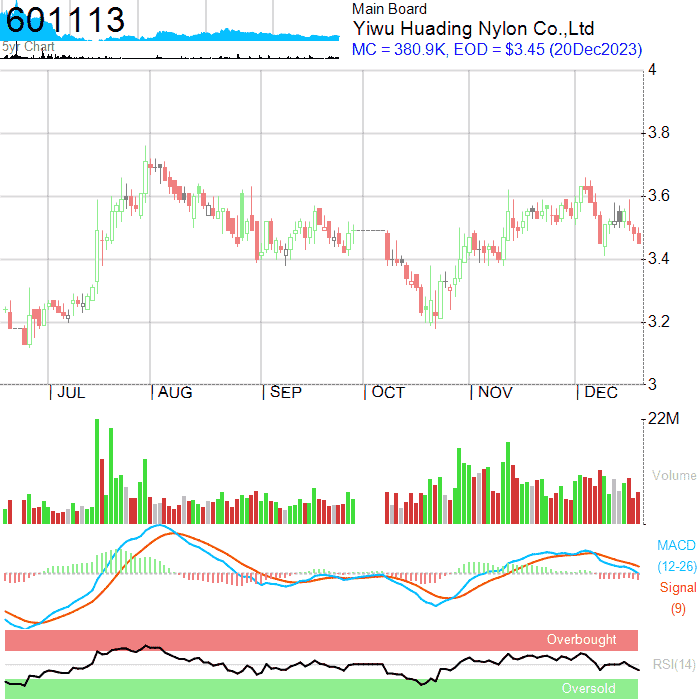 601113
5yr Chart
Main Board
Yiwu Huading Nylon Co.,Ltd
MC = 380.9K, EOD = $3.45 (20Dec2023)
4
3.8
3.6
3.4
3.2
3
JUL
AUG
SEP
OCT
NOV
DEC
22M
Volume
MACD
(12-26)
Signal
(9)
Overbought
RSI(14)
Oversold